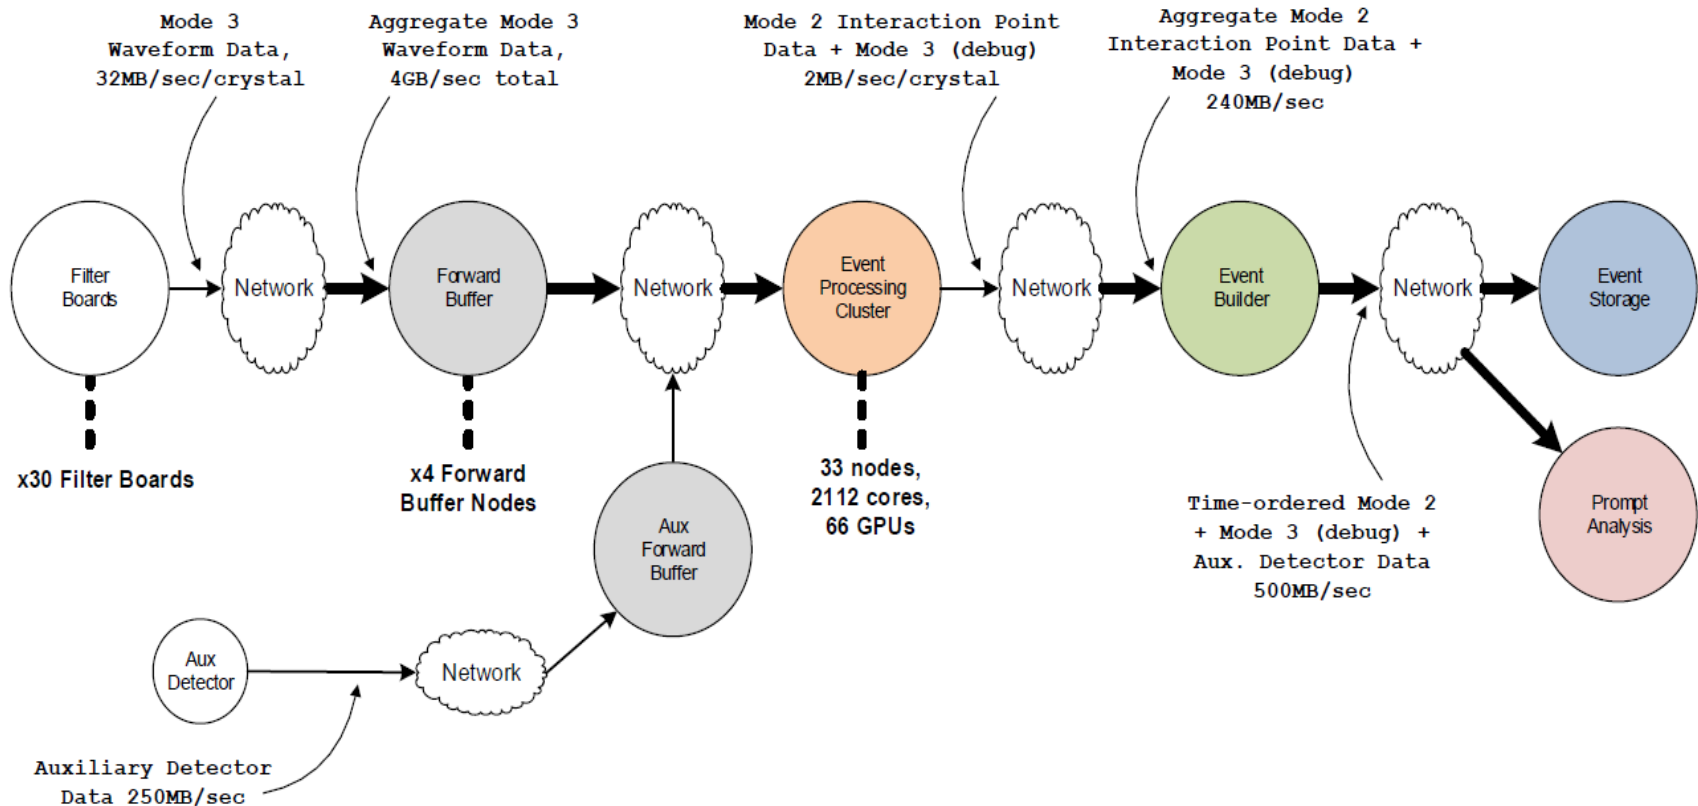 Mode 3
Waveform Data,
32MB/sec/crystal
Aggregate Mode 3
Waveform Data,
4GB/sec total
Mode 2 Interaction Point
Data + Mode 3 (debug)
2MB/sec/crystal
Aggregate Mode 2
Interaction Point Data +
Mode 3 (debug)
240MB/sec
Filter
Boards
Network
Forward
Buffer
Network
Event
Processing
Cluster
Network
Event
Builder
Network
Event
Storage
x30 Filter Boards
x4 Forward
Buffer Nodes
33 nodes,
2112 cores,
66 GPUs
Aux
Forward
Buffer
Time-ordered Mode 2
+ Mode 3 (debug) +
Aux. Detector Data
500MB/sec
Prompt
Analysis
Aux
Detector
Network
Auxiliary Detector
Data 250MB/sec